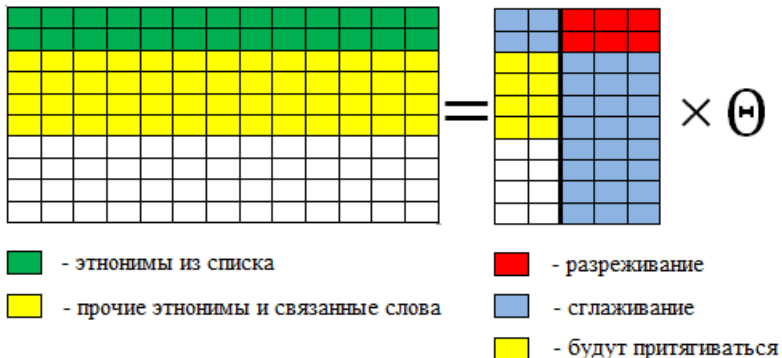 = × Θ
- этнонимы из списка
- прочие этнонимы и связанные слова
- разреживание
- сглаживание
- будут притягиваться